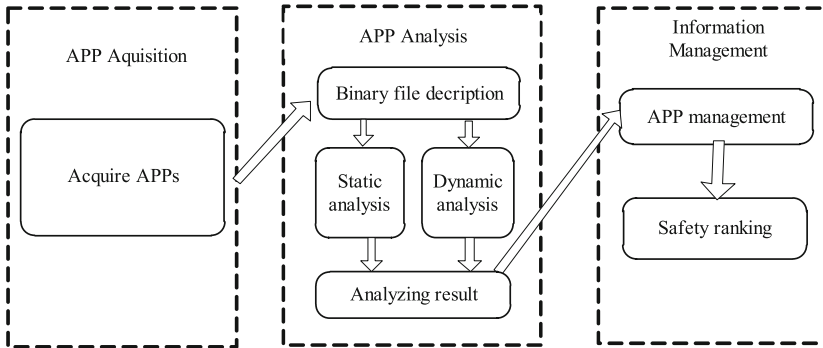 APP Aquisition
Acquire APPs
APP Analysis
Binary file decription
Static
analysis
Dynamic
analysis
Analyzing result
Information
Management
APP management
Safety ranking